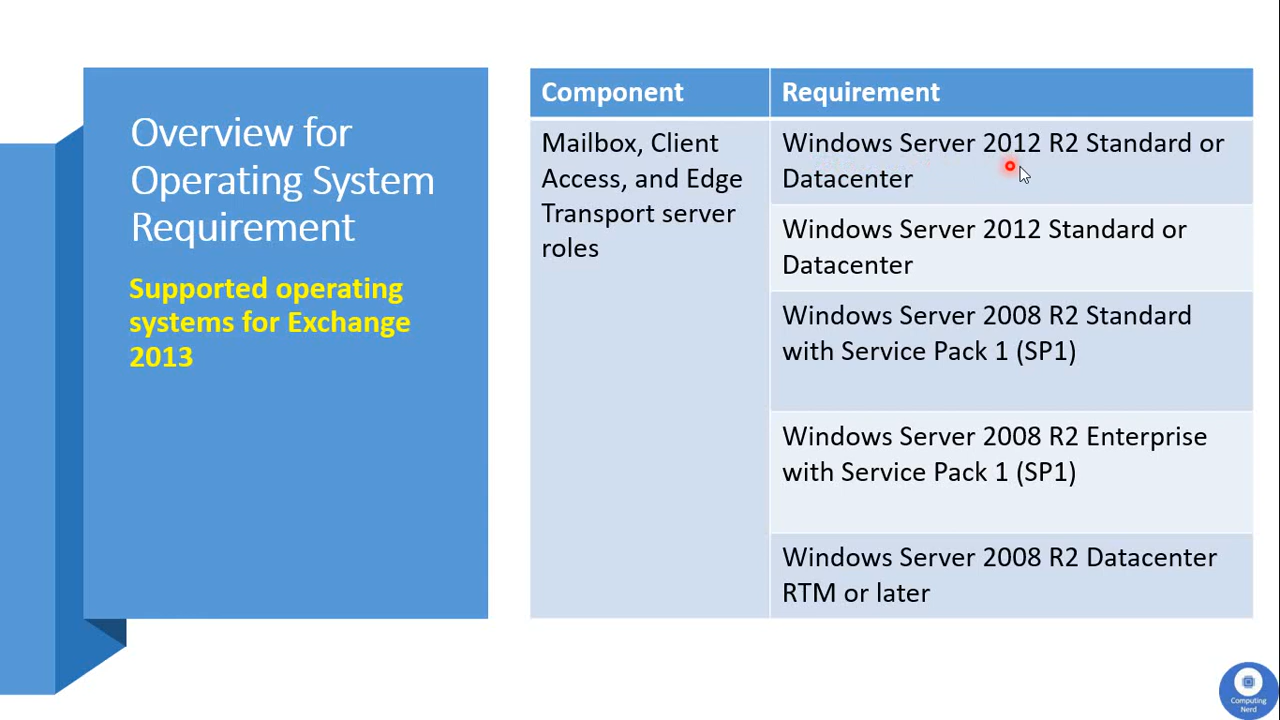 Overview for
Operating System
Requirement
Supported operating
systems for Exchange
2013
Component
Requirement
Mailbox, Client
Access, and Edge
Transport server
roles
Windows Server 2012 R2 Standard or
Datacenter
Windows Server 2012 Standard or
Datacenter
Windows Server 2008 R2 Standard
with Service Pack 1 (SP1)
Windows Server 2008 R2 Enterprise
with Service Pack 1 (SP1)
Windows Server 2008 R2 Datacenter
RTM or later
Computing
Nerd